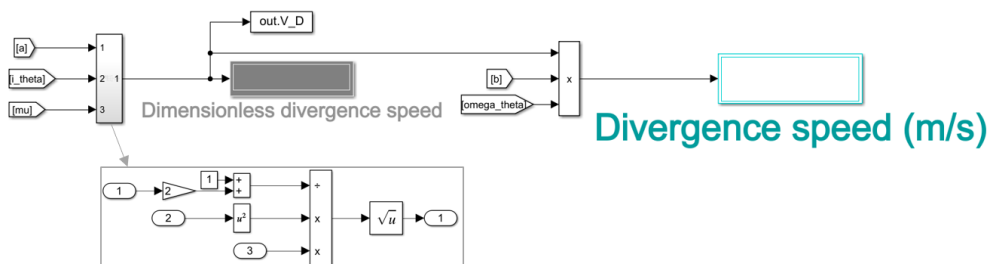 out.V_D
[a]
1
[i_theta]
2
1
[mu]
3
Dimensionless divergence speed
[b]
x
[omega_theta]
Divergence speed (m/s)
1
+
÷
1
2
+
2
u²
x
√u
1
3
x